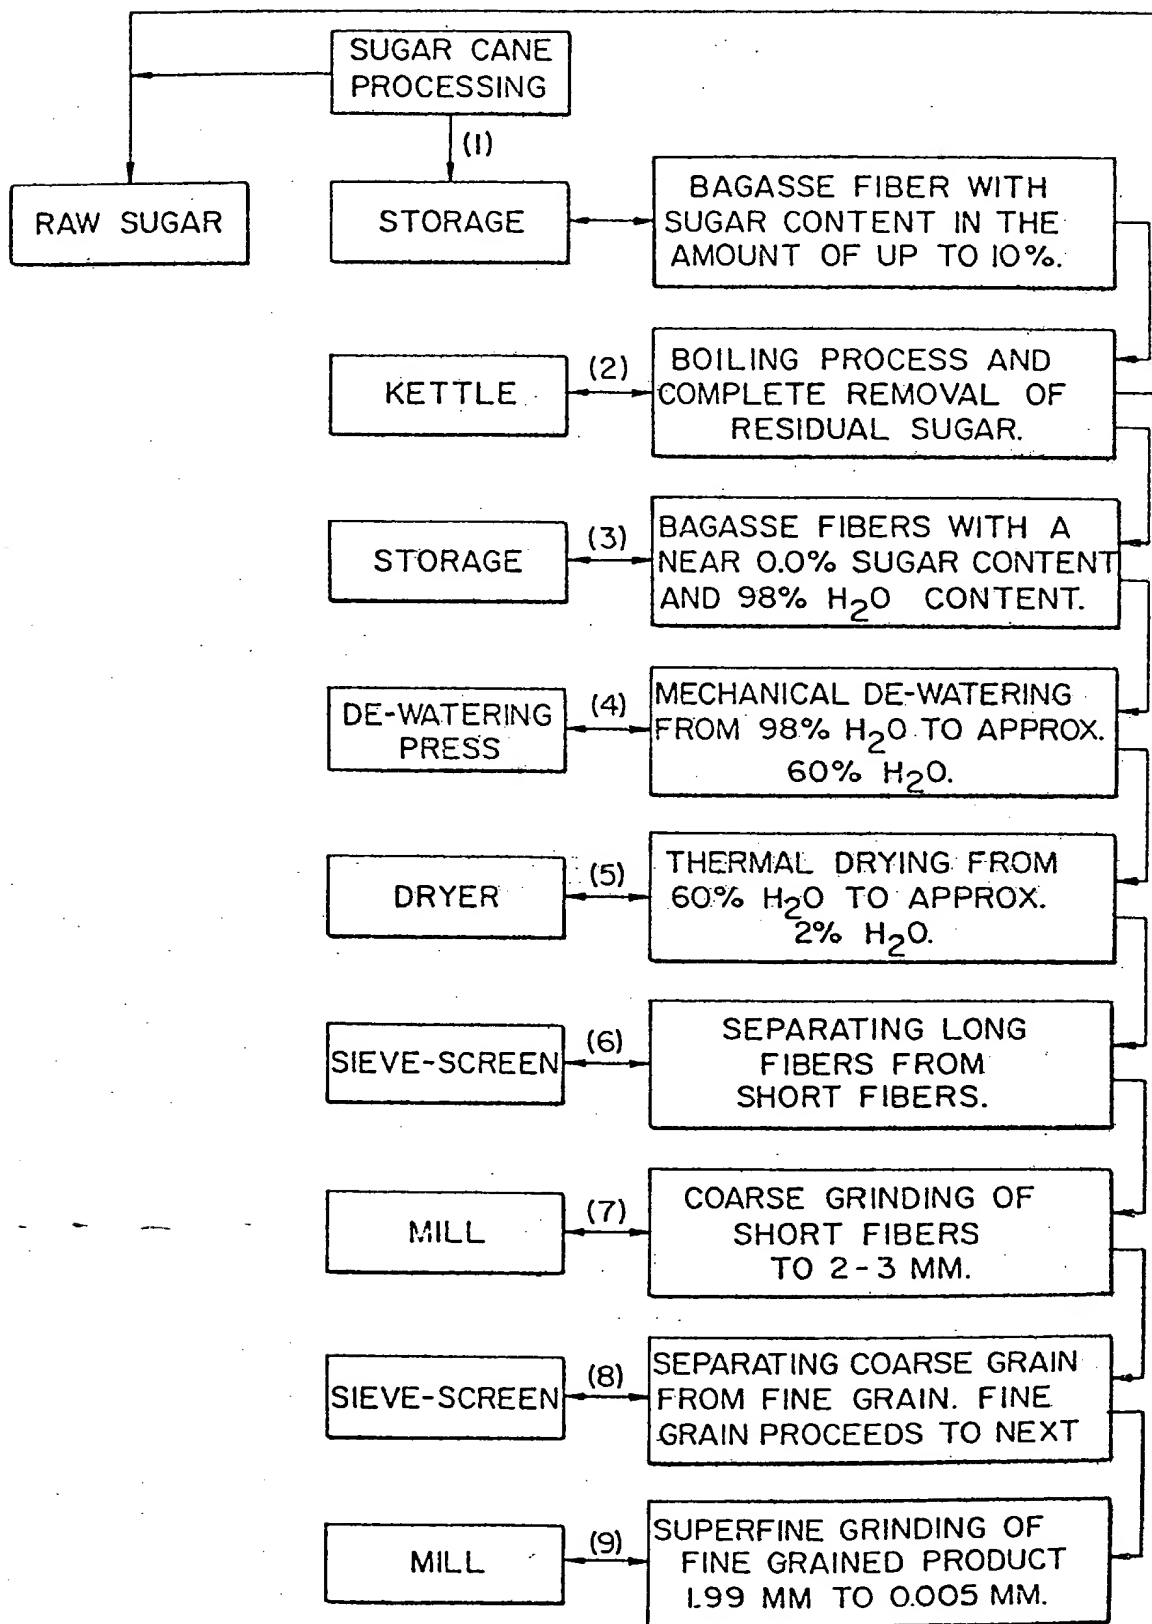 SUGAR CANE
PROCESSING
(1)
RAW SUGAR
STORAGE
BAGASSE FIBER WITH
SUGAR CONTENT IN THE
AMOUNT OF UP TO 10%.
KETTLE
(2)
BOILING PROCESS AND
COMPLETE REMOVAL OF
RESIDUAL SUGAR.
STORAGE
(3)
BAGASSE FIBERS WITH A
NEAR 0.0% SUGAR CONTENT
AND 98% H₂O CONTENT.
DE-WATERING
PRESS
(4)
MECHANICAL DE-WATERING
FROM 98% H₂O TO APPROX.
60% H₂O.
DRYER
(5)
THERMAL DRYING FROM
60% H₂O TO APPROX.
2% H₂O.
SIEVE-SCREEN
(6)
SEPARATING LONG
FIBERS FROM
SHORT FIBERS.
MILL
(7)
COARSE GRINDING OF
SHORT FIBERS
TO 2-3 MM.
SIEVE-SCREEN
(8)
SEPARATING COARSE GRAIN
FROM FINE GRAIN. FINE
GRAIN PROCEEDS TO NEXT
MILL
(9)
SUPERFINE GRINDING OF
FINE GRAINED PRODUCT
1.99 MM TO 0.005 MM.